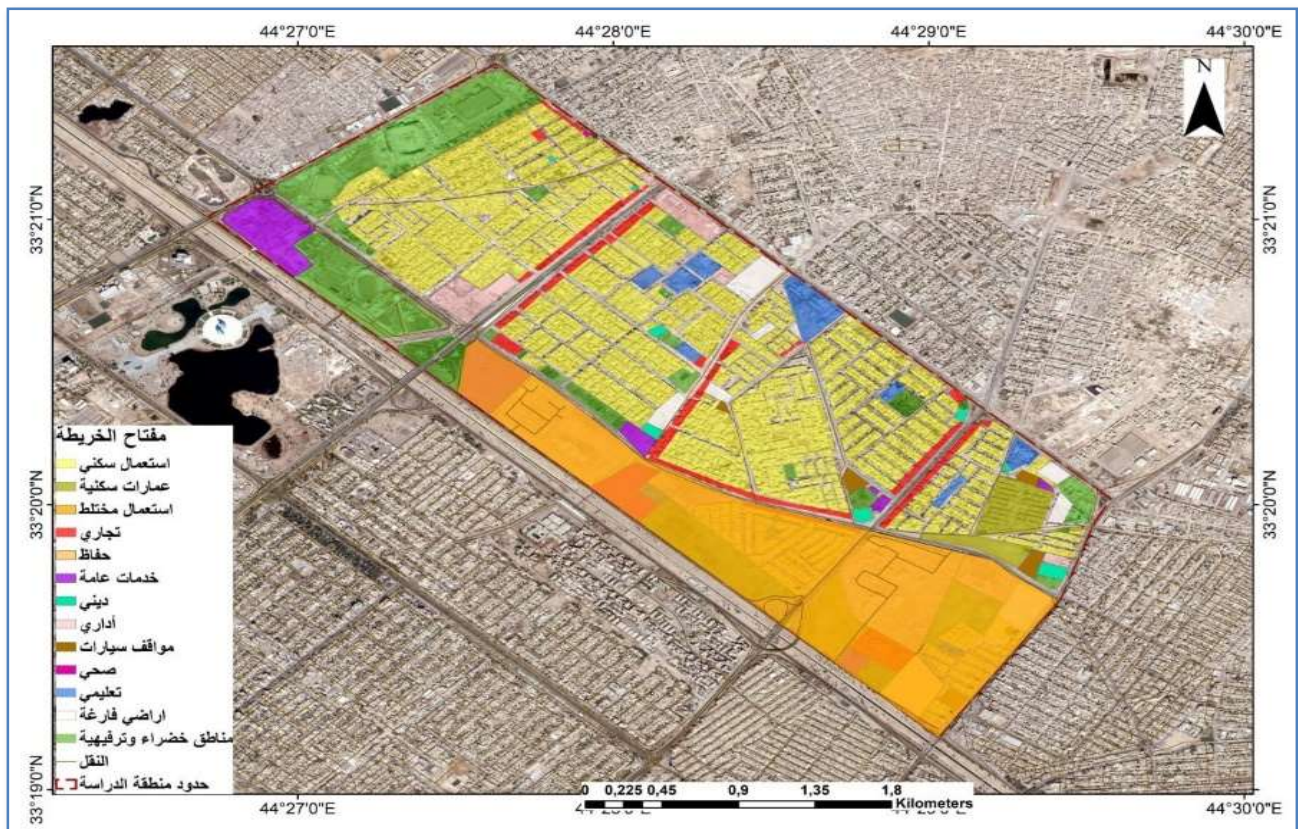 44°27'0"E 44°28'0"E 44°29'0"E 44°30'0"E
N
33°21'0"N 33°21'0"N
مفتاح الخريطة
استعمال سكني
عمارات سكنية
استعمال مختلط
تجاري
حفاظ
خدمات عامة
ديني
أداري
مواقف سيارات
صحي
تعليمي
اراضي فارغة
مناطق خضراء وترفيهية
النقل
حدود منطقة الدراسة
33°20'0"N 33°20'0"N
33°19'0"N
0 0,225 0,45 0,9 1,35 1,8
Kilometers
44°27'0"E 44°30'0"E